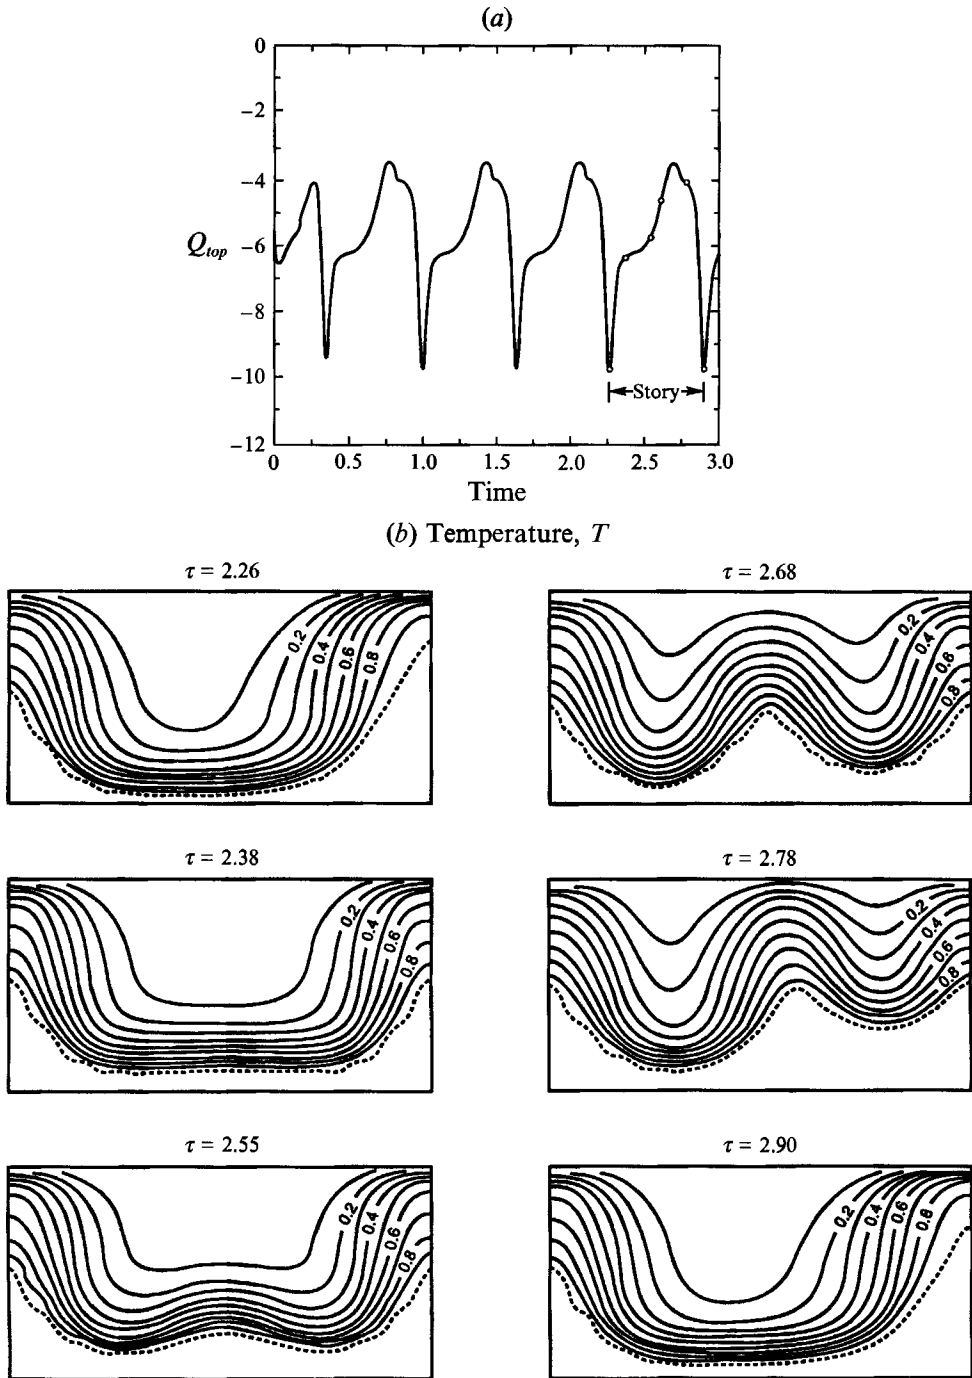 (a)
0
−2
−4
−6
−8
−10
−12
Q_top
Story
0 0.5 1.0 1.5 2.0 2.5 3.0
Time
(b) Temperature, T
τ = 2.26
0.2 0.4 0.6 0.8
τ = 2.68
0.2 0.4 0.6 0.8
τ = 2.38
0.2 0.4 0.6 0.8
τ = 2.78
0.2 0.4 0.6 0.8
τ = 2.55
0.2 0.4 0.6 0.8
τ = 2.90
0.2 0.4 0.6 0.8